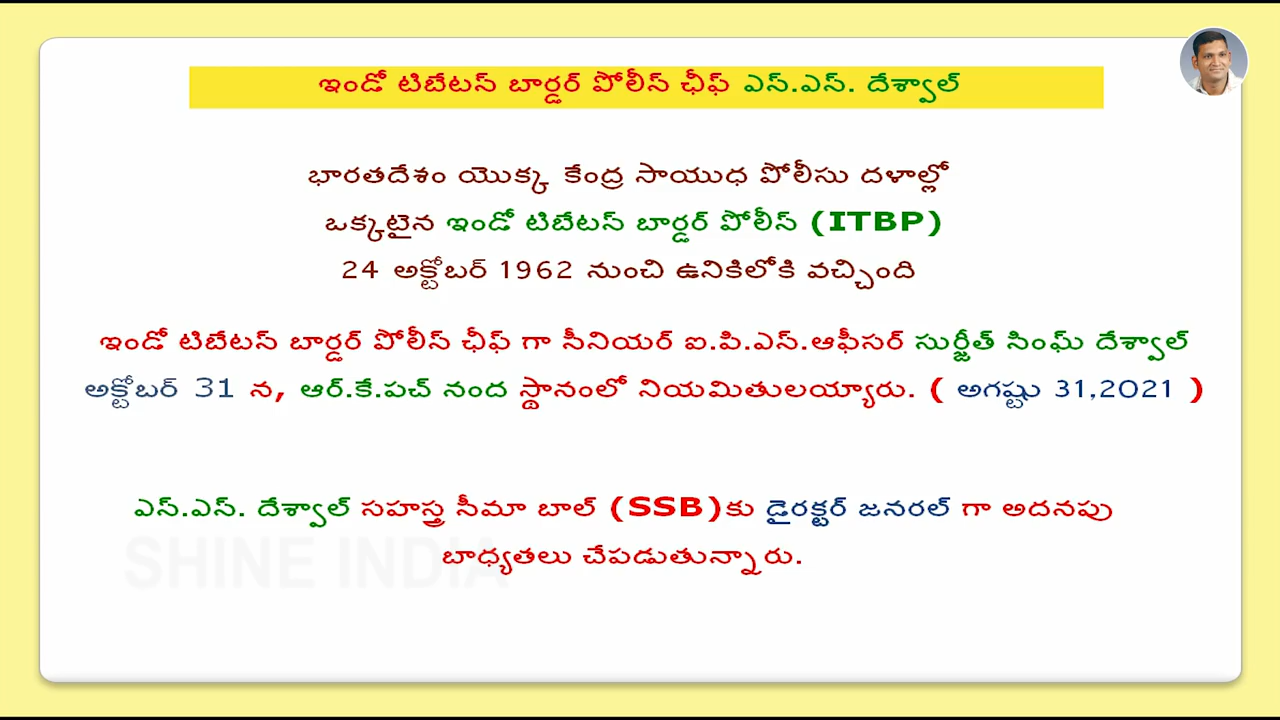 ఇండో టిబేటన్ బార్డర్ పోలీస్ ఛీఫ్ ఎస్.ఎస్. దేశ్వాల్
భారతదేశం యొక్క కేంద్ర సాయుధ పోలీసు దళాల్లో
ఒక్కటైన ఇండో టిబేటన్ బార్డర్ పోలీస్ (ITBP)
24 అక్టోబర్ 1962 నుంచి ఉనికిలోకి వచ్చింది
ఇండో టిబేటన్ బార్డర్ పోలీస్ ఛీఫ్ గా సీనియర్ ఐ.పి.ఎస్.ఆఫీసర్ సుర్జీత్ సింఘ్ దేశ్వాల్
అక్టోబర్ 31 న, ఆర్.కే.పచ్ నంద స్థానంలో నియమితులయ్యారు. ( అగష్టు 31,2021 )
ఎస్.ఎస్. దేశ్వాల్ సహస్త్ర సీమా బాల్ (SSB)కు డైరక్టర్ జనరల్ గా అదనపు
బాధ్యతలు చేపడుతున్నారు.
SHINE INDIA